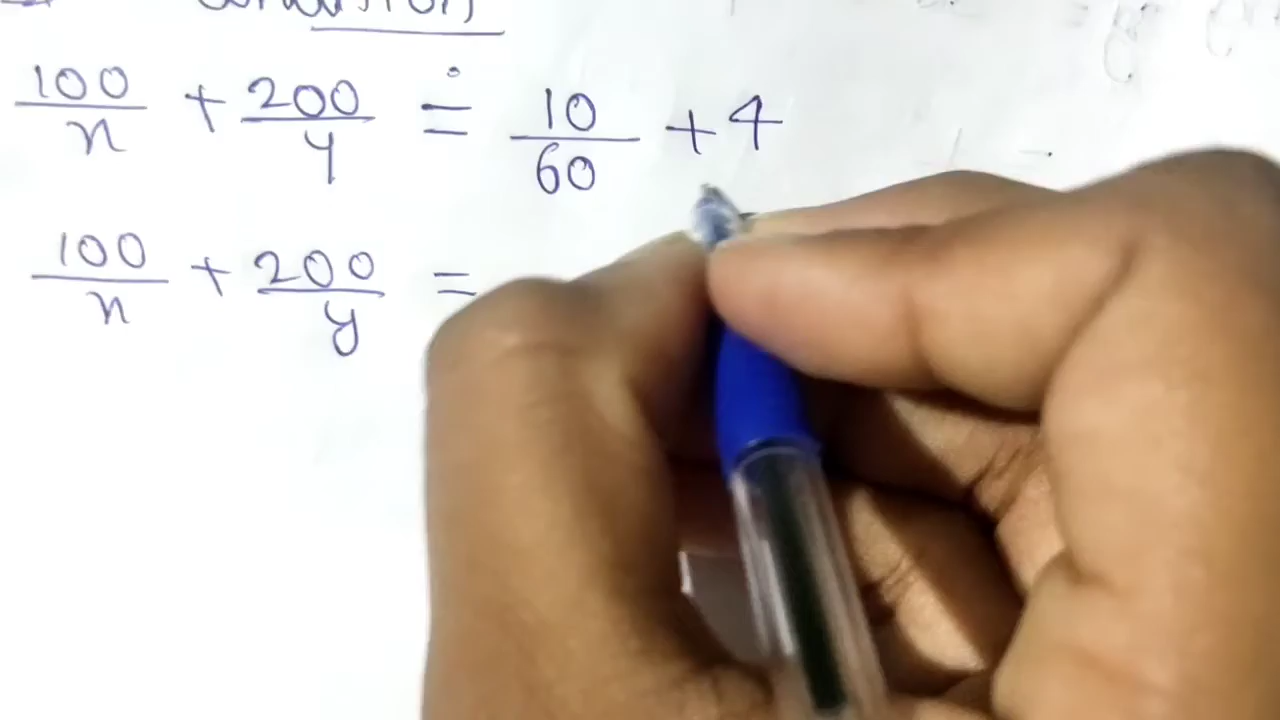 100/x + 200/y = 10/60 + 4
100/x + 200/y =